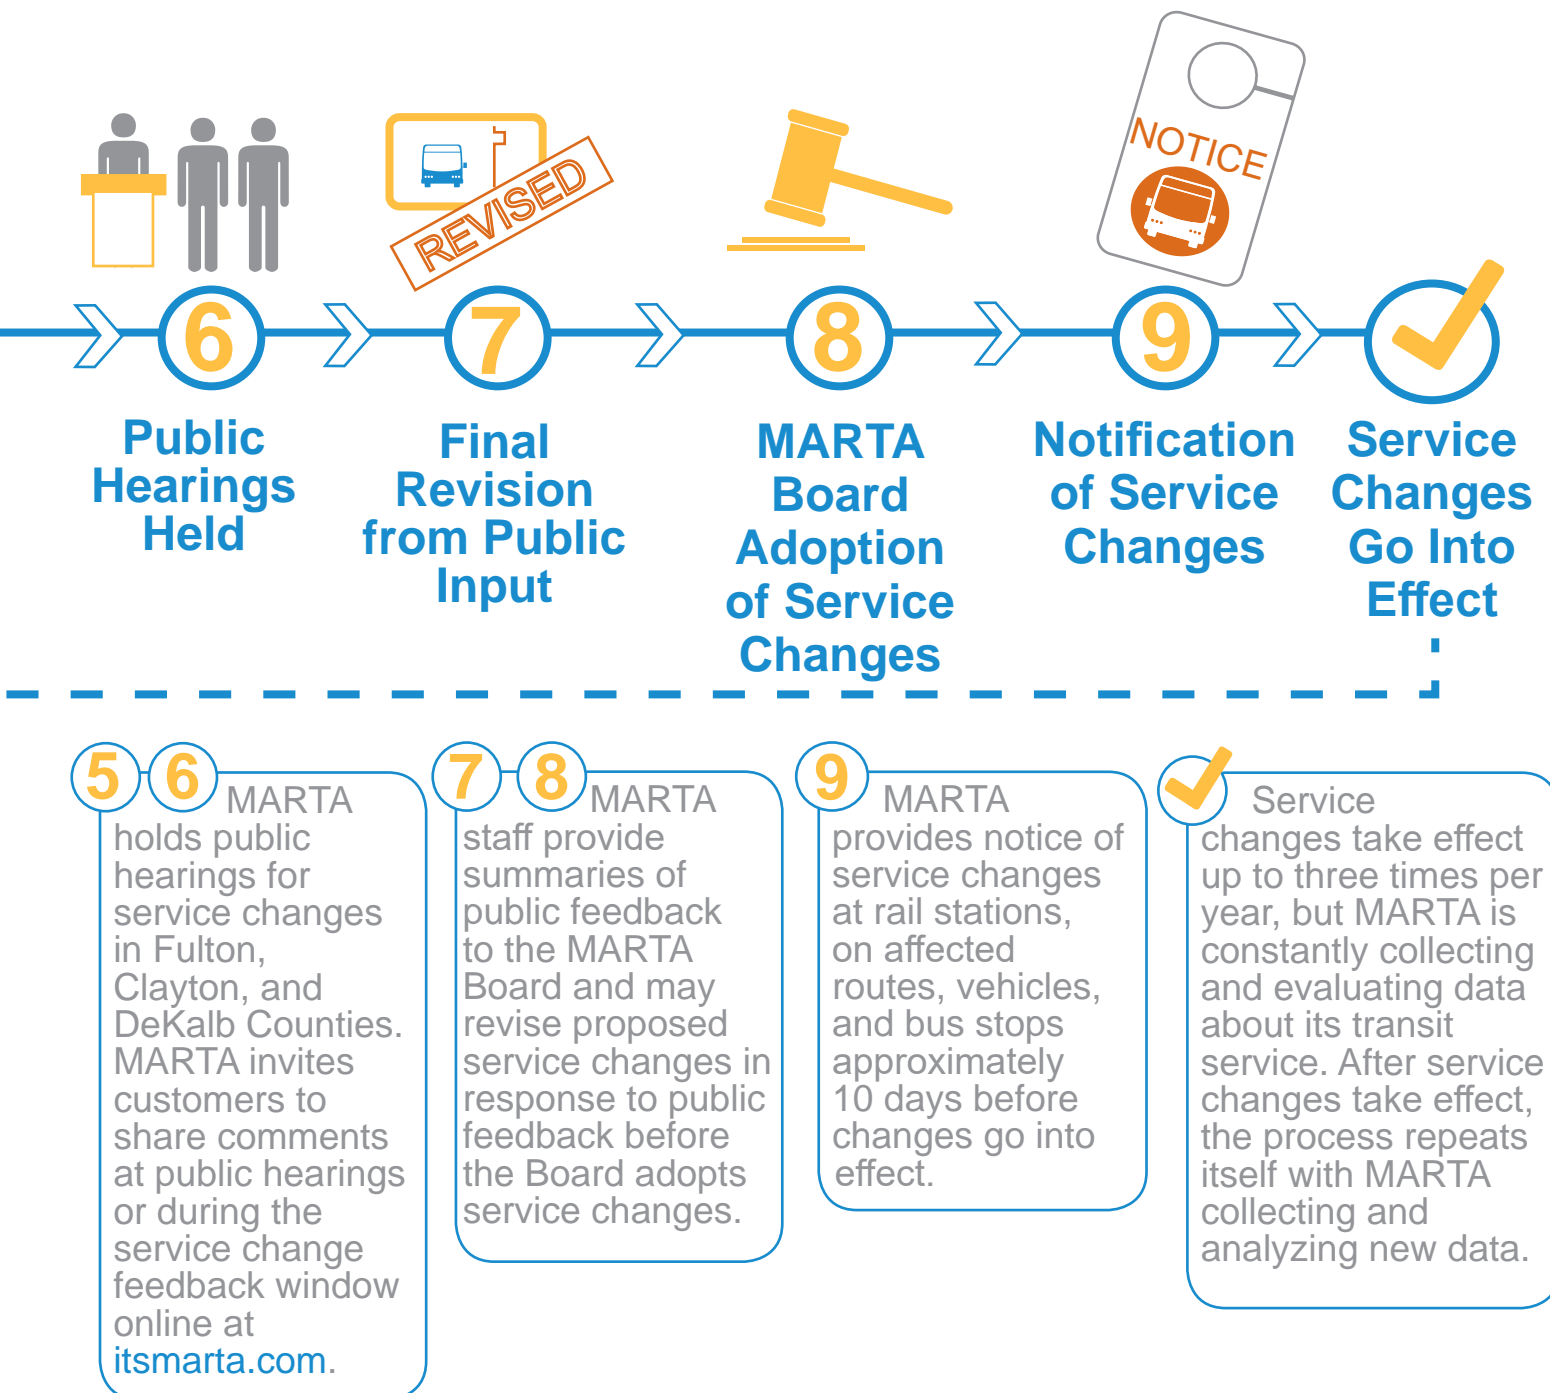 REVISED
NOTICE
6
7
8
9
Public
Hearings
Held
Final
Revision
from Public
Input
MARTA
Board
Adoption
of Service
Changes
Notification
of Service
Changes
Service
Changes
Go Into
Effect
5 6 MARTA
holds public
hearings for
service changes
in Fulton,
Clayton, and
DeKalb Counties.
MARTA invites
customers to
share comments
at public hearings
or during the
service change
feedback window
online at
itsmarta.com.
7 8 MARTA
staff provide
summaries of
public feedback
to the MARTA
Board and may
revise proposed
service changes in
response to public
feedback before
the Board adopts
service changes.
9 MARTA
provides notice of
service changes
at rail stations,
on affected
routes, vehicles,
and bus stops
approximately
10 days before
changes go into
effect.
Service
changes take effect
up to three times per
year, but MARTA is
constantly collecting
and evaluating data
about its transit
service. After service
changes take effect,
the process repeats
itself with MARTA
collecting and
analyzing new data.